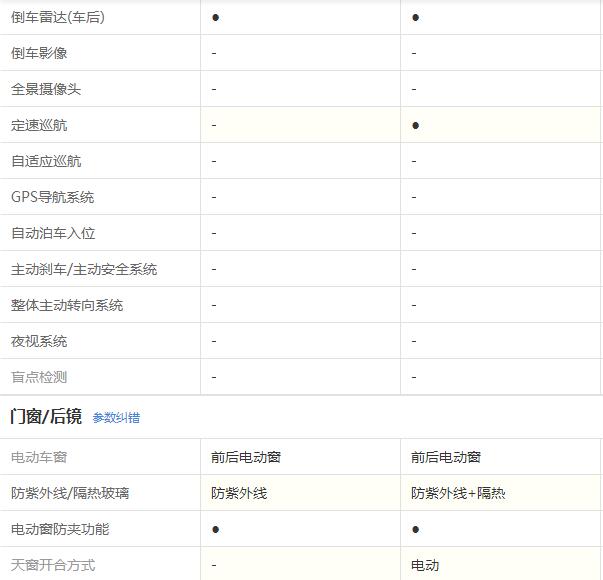 倒车雷达(车后) ● ●
倒车影像 - -
全景摄像头 - -
定速巡航 - ●
自适应巡航 - -
GPS导航系统 - -
自动泊车入位 - -
主动刹车/主动安全系统 - -
整体主动转向系统 - -
夜视系统 - -
盲点检测 - -
门窗/后镜 参数纠错
电动车窗 前后电动窗 前后电动窗
防紫外线/隔热玻璃 防紫外线 防紫外线+隔热
电动窗防夹功能 ● ●
天窗开合方式 - 电动